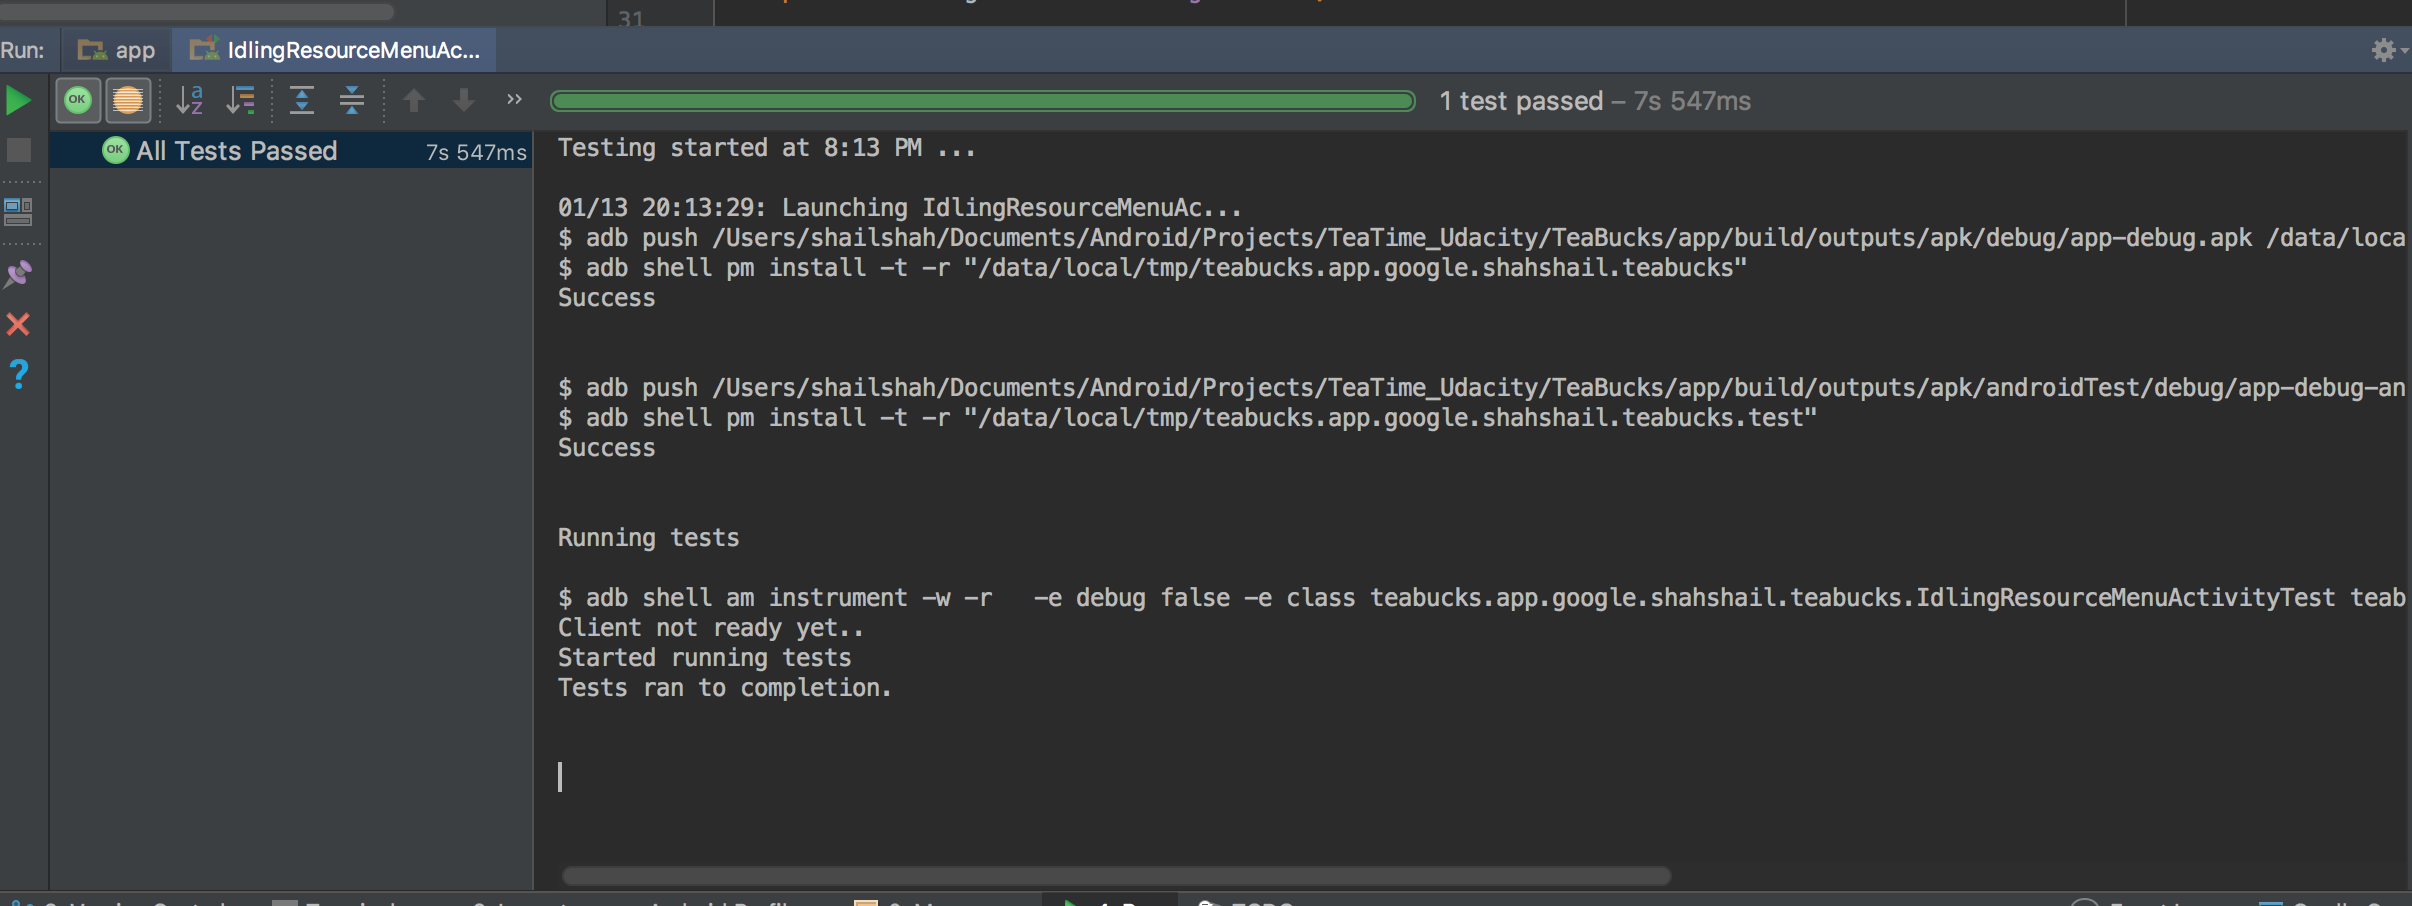 31
Run: app IdlingResourceMenuAc...
OK a z >> 1 test passed – 7s 547ms
OK All Tests Passed 7s 547ms
Testing started at 8:13 PM ...
01/13 20:13:29: Launching IdlingResourceMenuAc...
$ adb push /Users/shailshah/Documents/Android/Projects/TeaTime_Udacity/TeaBucks/app/build/outputs/apk/debug/app-debug.apk /data/loca
$ adb shell pm install -t -r "/data/local/tmp/teabucks.app.google.shahshail.teabucks"
Success
$ adb push /Users/shailshah/Documents/Android/Projects/TeaTime_Udacity/TeaBucks/app/build/outputs/apk/androidTest/debug/app-debug-an
$ adb shell pm install -t -r "/data/local/tmp/teabucks.app.google.shahshail.teabucks.test"
Success
Running tests
$ adb shell am instrument -w -r   -e debug false -e class teabucks.app.google.shahshail.teabucks.IdlingResourceMenuActivityTest teab
Client not ready yet..
Started running tests
Tests ran to completion.
?